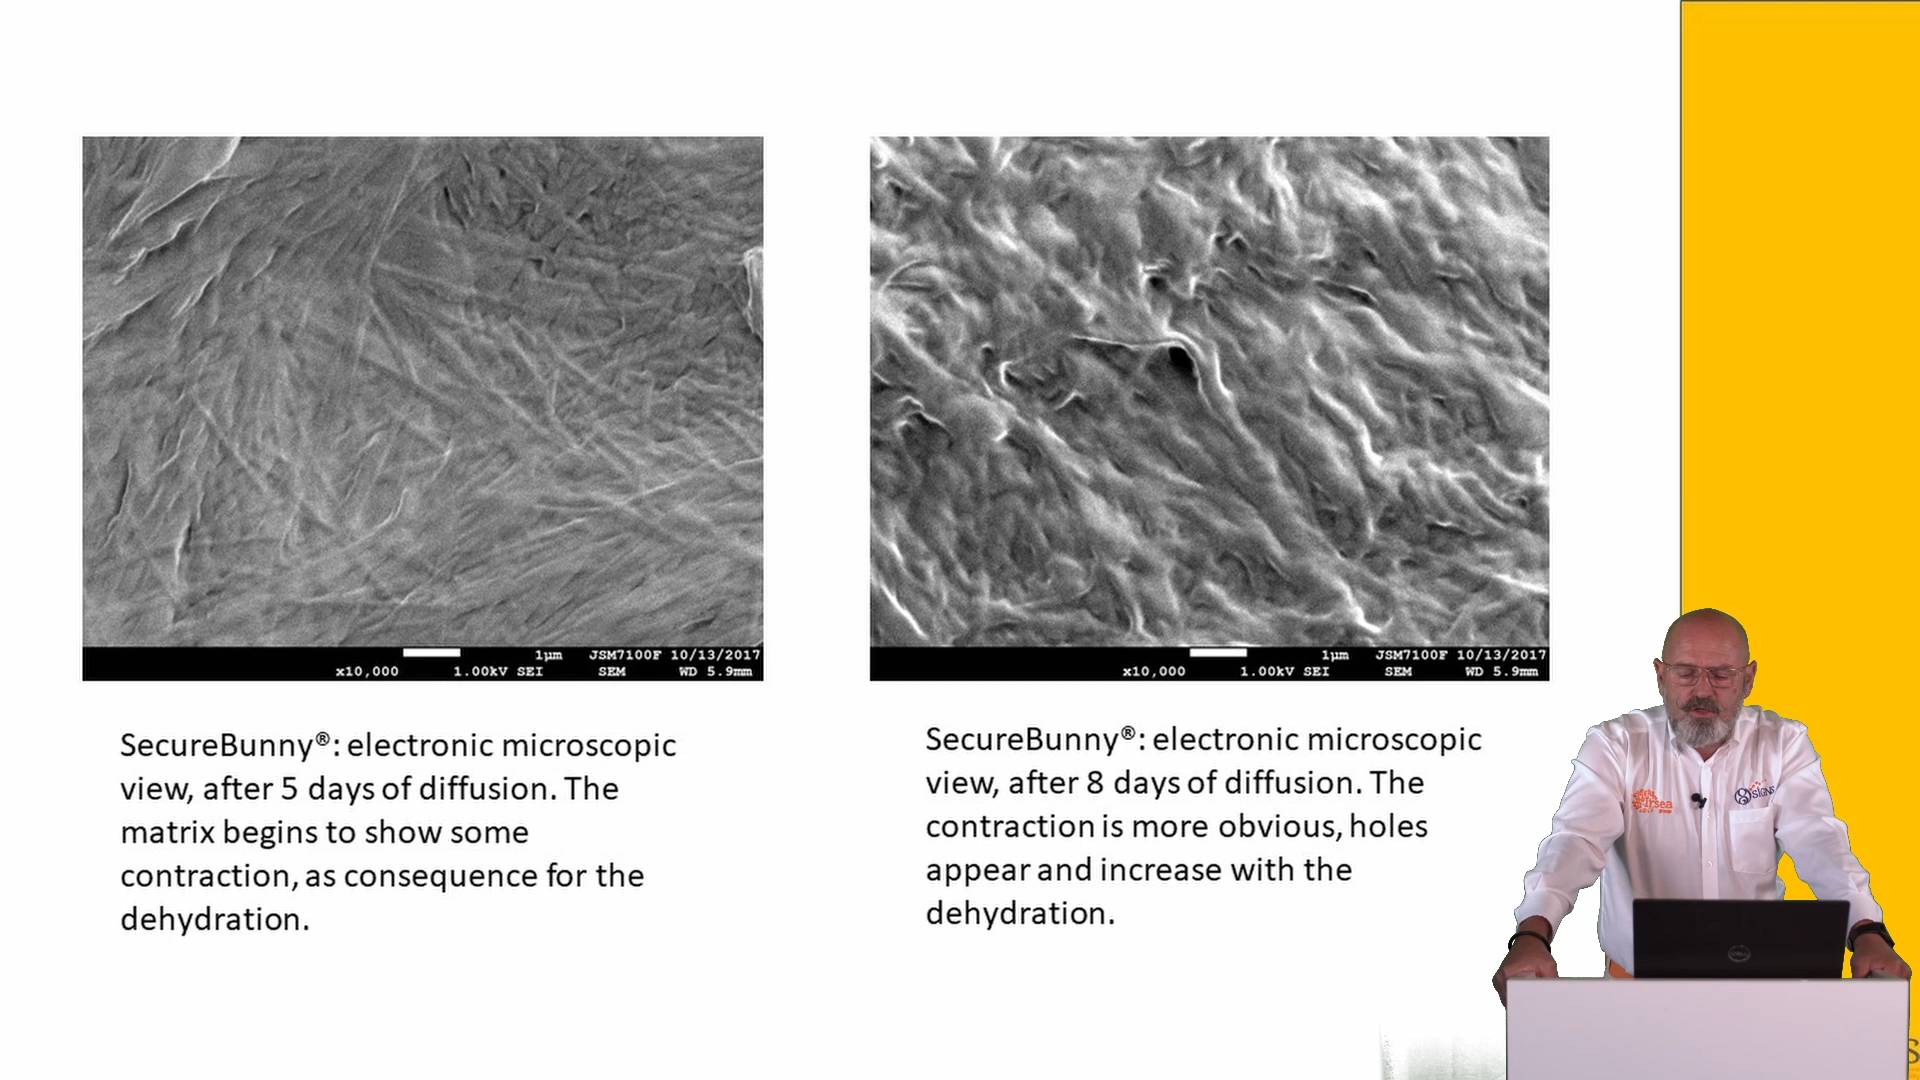 1µm JSM7100F 10/13/2017
x10,000 1.00kV SEI SEM WD 5.9mm
SecureBunny®: electronic microscopic
view, after 5 days of diffusion. The
matrix begins to show some
contraction, as consequence for the
dehydration.
1µm JSM7100F 10/13/2017
x10,000 1.00kV SEI SEM WD 5.9mm
SecureBunny®: electronic microscopic
view, after 8 days of diffusion. The
contraction is more obvious, holes
appear and increase with the
dehydration.
SIGNS
DELL
S